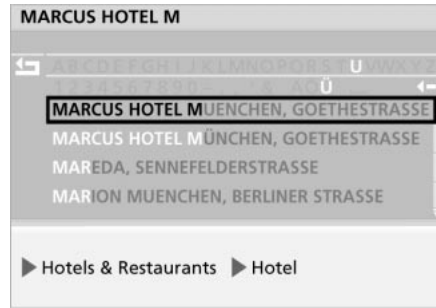 MARCUS HOTEL M
ABCDEFGHIJKLMNOPQRSTUVWXYZ
1234567890
MARCUS HOTEL MUENCHEN, GOETHESTRASSE
MARCUS HOTEL MÜNCHEN, GOETHESTRASSE
MAREDA, SENNEFELDERSTRASSE
MARION MUENCHEN, BERLINER STRASSE
Hotels & Restaurants Hotel